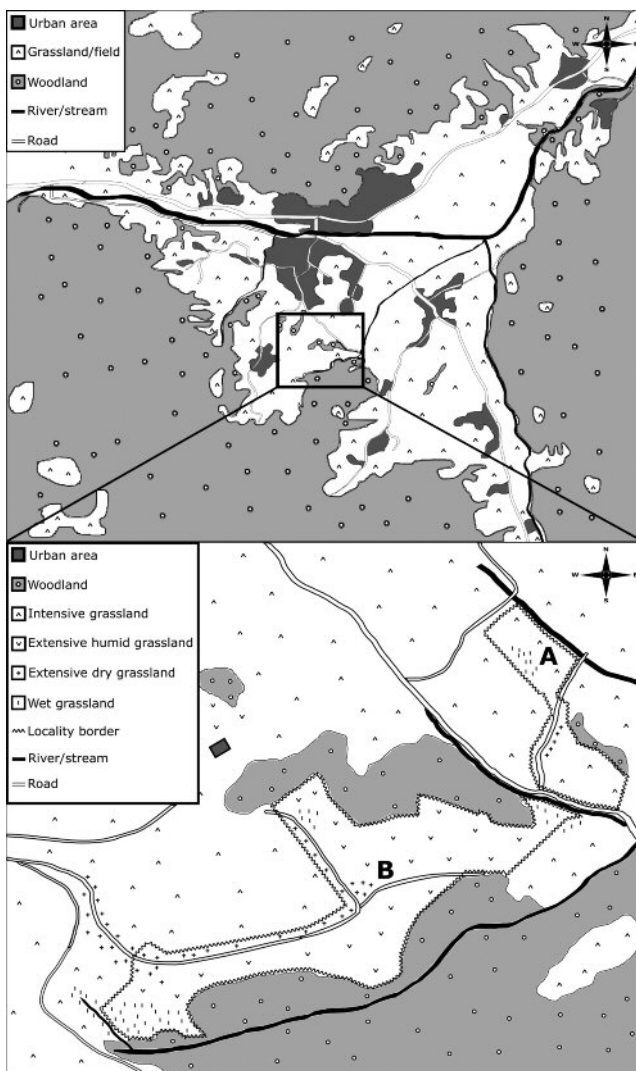 Urban area
Grassland/field
Woodland
River/stream
Road
N
W
E
S
Urban area
Woodland
Intensive grassland
Extensive humid grassland
Extensive dry grassland
Wet grassland
Locality border
River/stream
Road
N
W
S
A
B